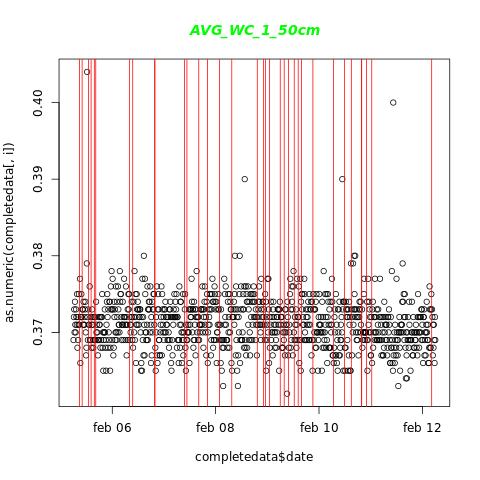 AVG_WC_1_50cm
as.numeric(completedata[, i])
0.40
0.39
0.38
0.37
feb 06
feb 08
feb 10
feb 12
completedata$date